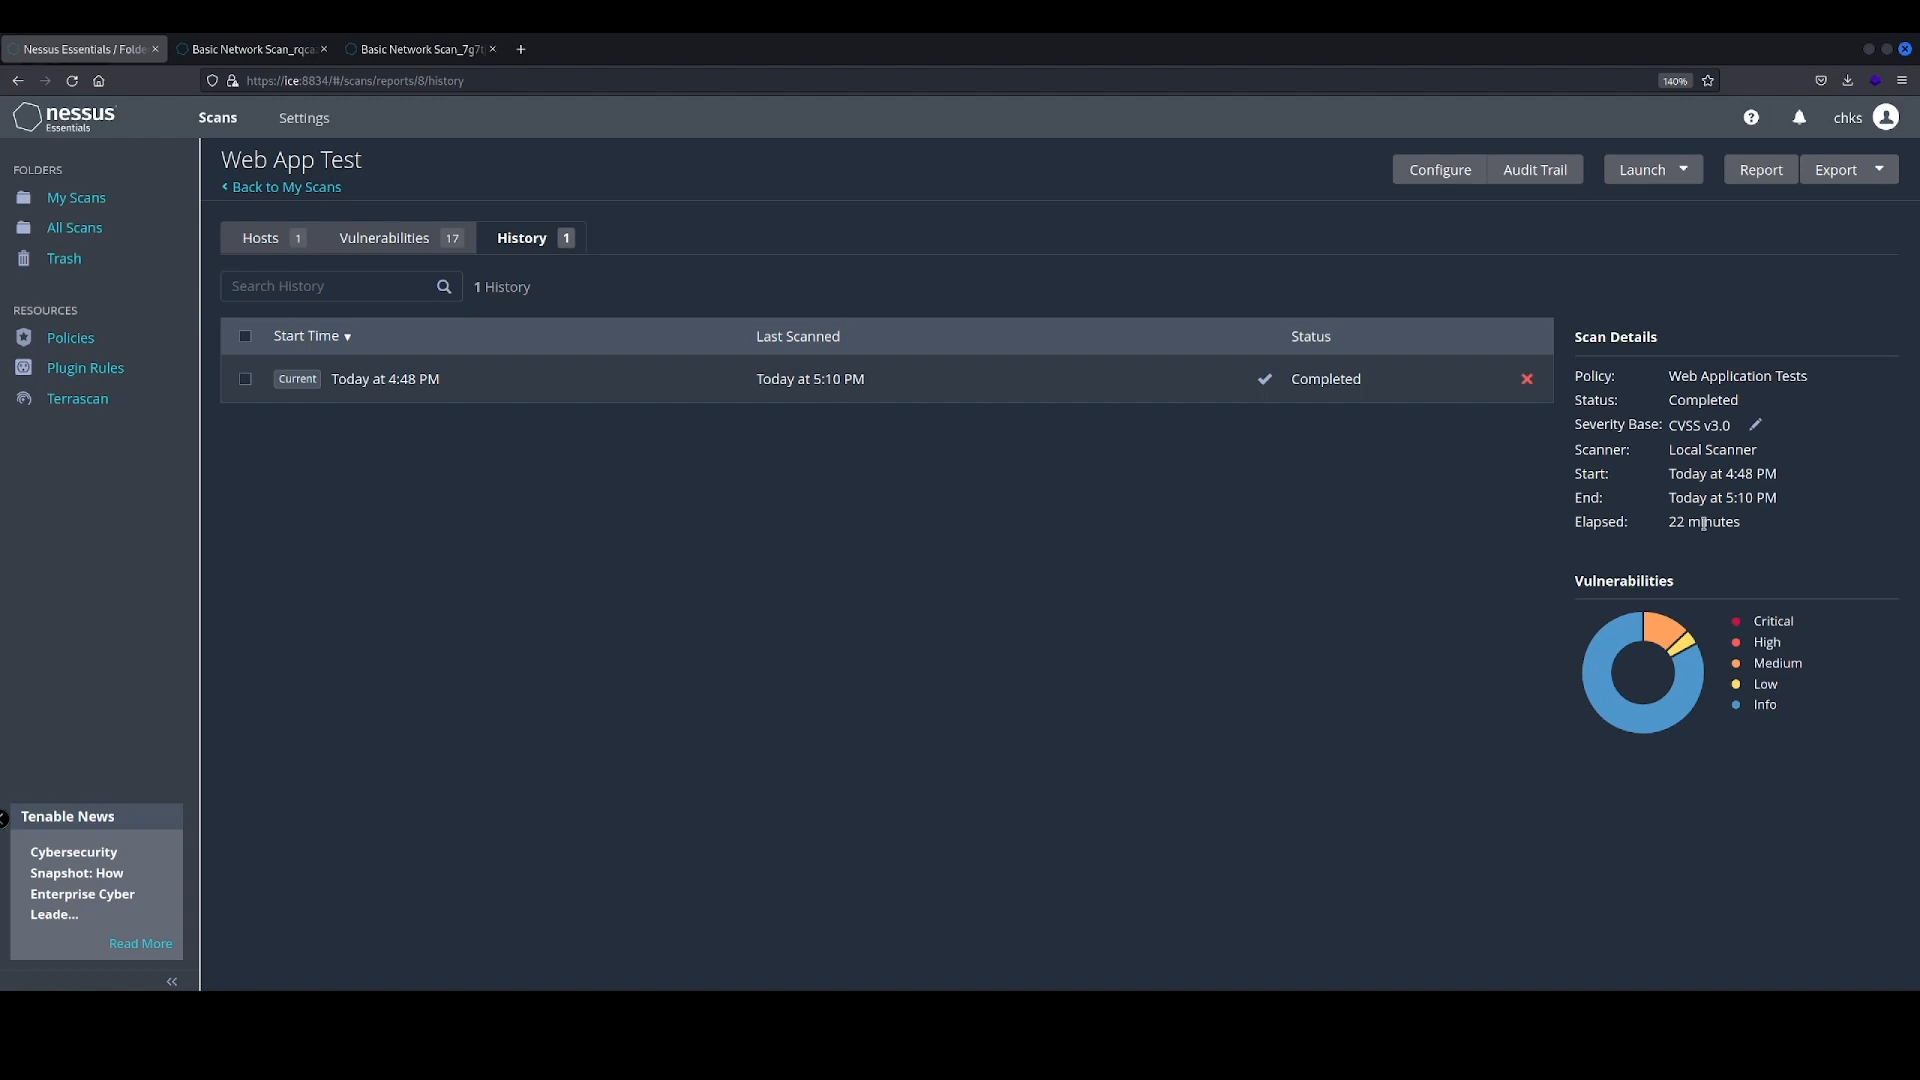 Nessus Essentials / Folde
Basic Network Scan_rqca
Basic Network Scan_7g7t
https://ice:8834/#/scans/reports/8/history
140%
nessus
Essentials
Scans
Settings
chks
FOLDERS
My Scans
All Scans
Trash
RESOURCES
Policies
Plugin Rules
Terrascan
Tenable News
Cybersecurity
Snapshot: How
Enterprise Cyber
Leade...
Read More
Web App Test
Back to My Scans
Configure
Audit Trail
Launch
Report
Export
Hosts 1
Vulnerabilities 17
History 1
Search History
1 History
Start Time
Last Scanned
Status
Current Today at 4:48 PM
Today at 5:10 PM
Completed
Scan Details
Policy: Web Application Tests
Status: Completed
Severity Base: CVSS v3.0
Scanner: Local Scanner
Start: Today at 4:48 PM
End: Today at 5:10 PM
Elapsed: 22 minutes
Vulnerabilities
Critical
High
Medium
Low
Info